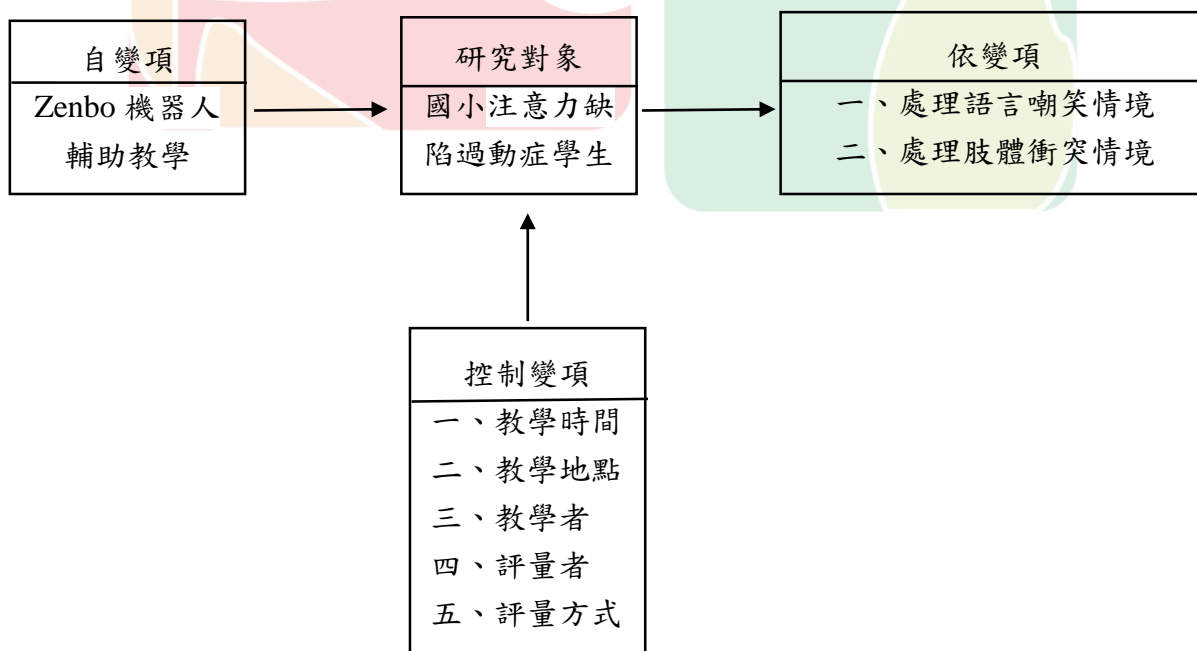 自變項
Zenbo 機器人
輔助教學
研究對象
國小注意力缺
陷過動症學生
依變項
一、處理語言嘲笑情境
二、處理肢體衝突情境
控制變項
一、教學時間
二、教學地點
三、教學者
四、評量者
五、評量方式